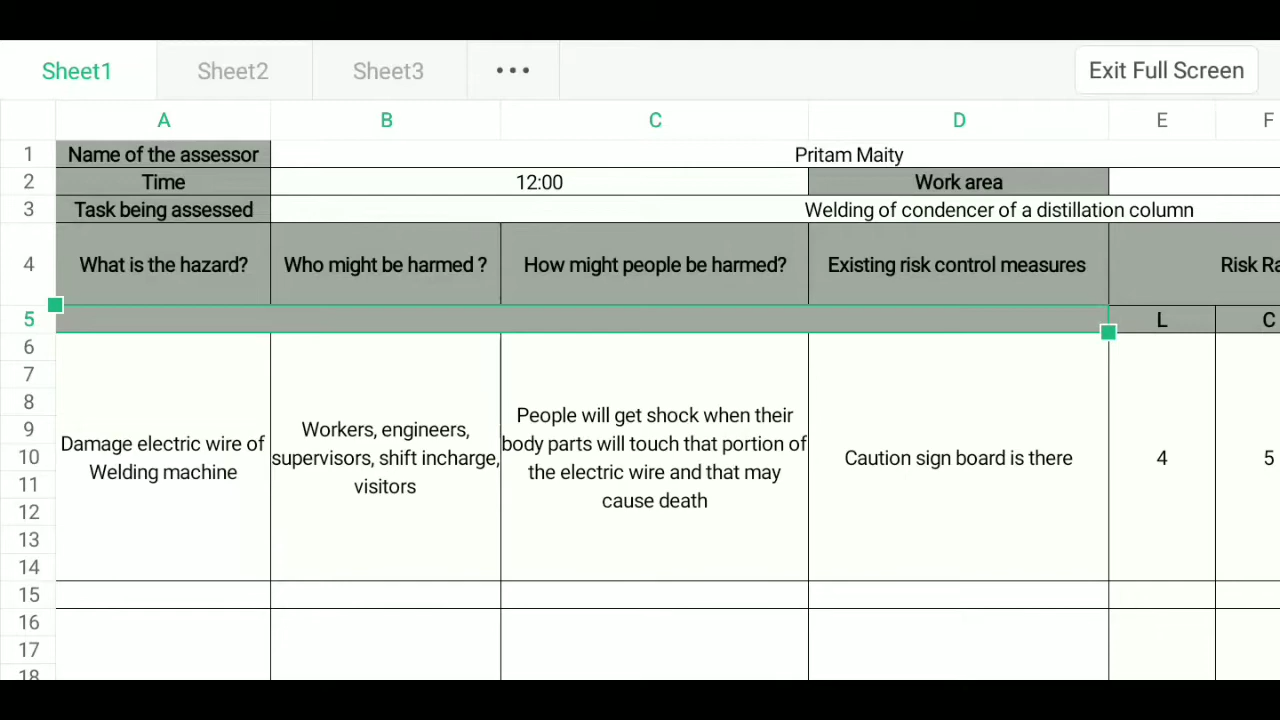 Sheet1 Sheet2 Sheet3 ••• Exit Full Screen
A B C D E F
1 Name of the assessor Pritam Maity
2 Time 12:00 Work area
3 Task being assessed Welding of condencer of a distillation column
4 What is the hazard? Who might be harmed ? How might people be harmed? Existing risk control measures Risk Ra
5 L C
6
7
8
9
10
11
12
13
14
Damage electric wire of
Welding machine
Workers, engineers,
supervisors, shift incharge,
visitors
People will get shock when their
body parts will touch that portion of
the electric wire and that may
cause death
Caution sign board is there
4
5
15
16
17
18